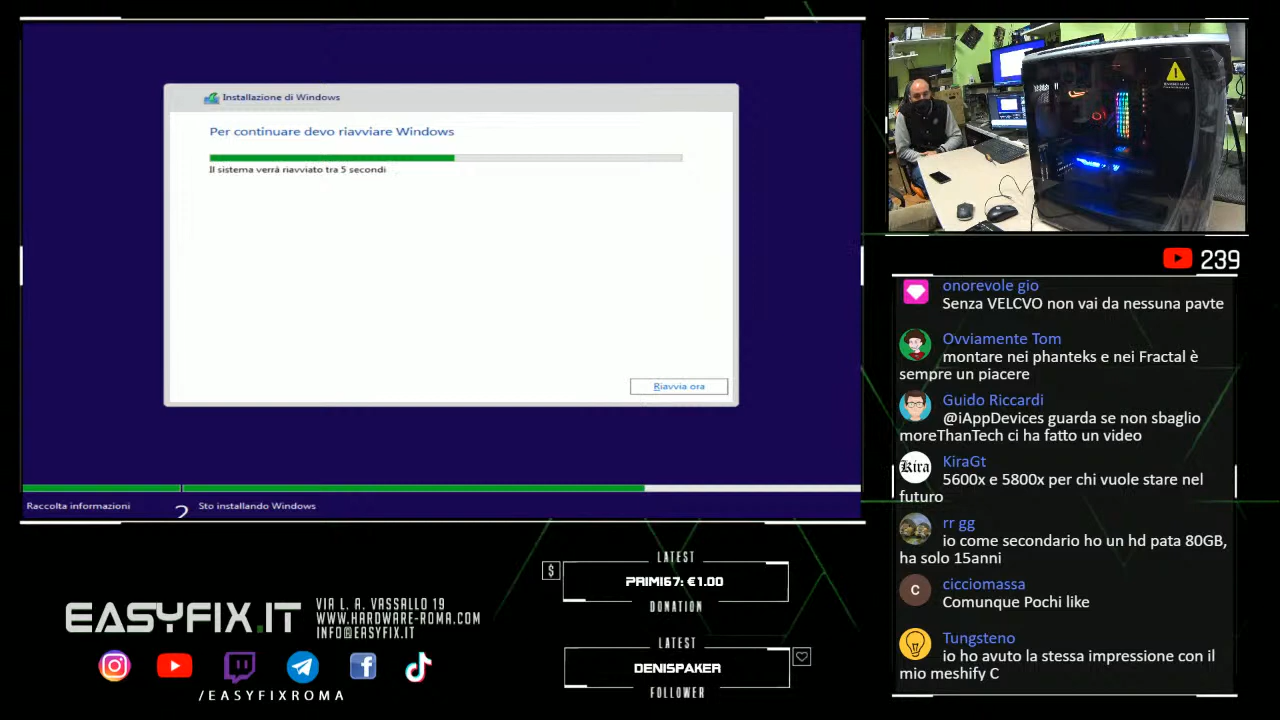 Installazione di Windows
Per continuare devo riavviare Windows
Il sistema verrà riavviato tra 5 secondi
Riavvia ora
Raccolta informazioni
2
Sto installando Windows
239
onorevole gio
Senza VELCVO non vai da nessuna pavte
Ovviamente Tom
montare nei phanteks e nei Fractal è
sempre un piacere
Guido Riccardi
@iAppDevices guarda se non sbaglio
moreThanTech ci ha fatto un video
Kira
KiraGt
5600x e 5800x per chi vuole stare nel
futuro
rr gg
io come secondario ho un hd pata 80GB,
ha solo 15anni
C
cicciomassa
Comunque Pochi like
Tungsteno
io ho avuto la stessa impressione con il
mio meshify C
EASYFIX.IT
VIA L. A. VASSALLO 19
WWW.HARDWARE-ROMA.COM
INFO@EASYFIX.IT
/EASYFIXROMA
$
LATEST
PRIMI67: €1.00
DONATION
LATEST
DENISPAKER
FOLLOWER